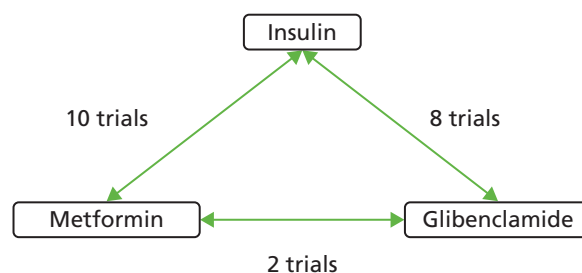 Insulin
10 trials
8 trials
Metformin
Glibenclamide
2 trials